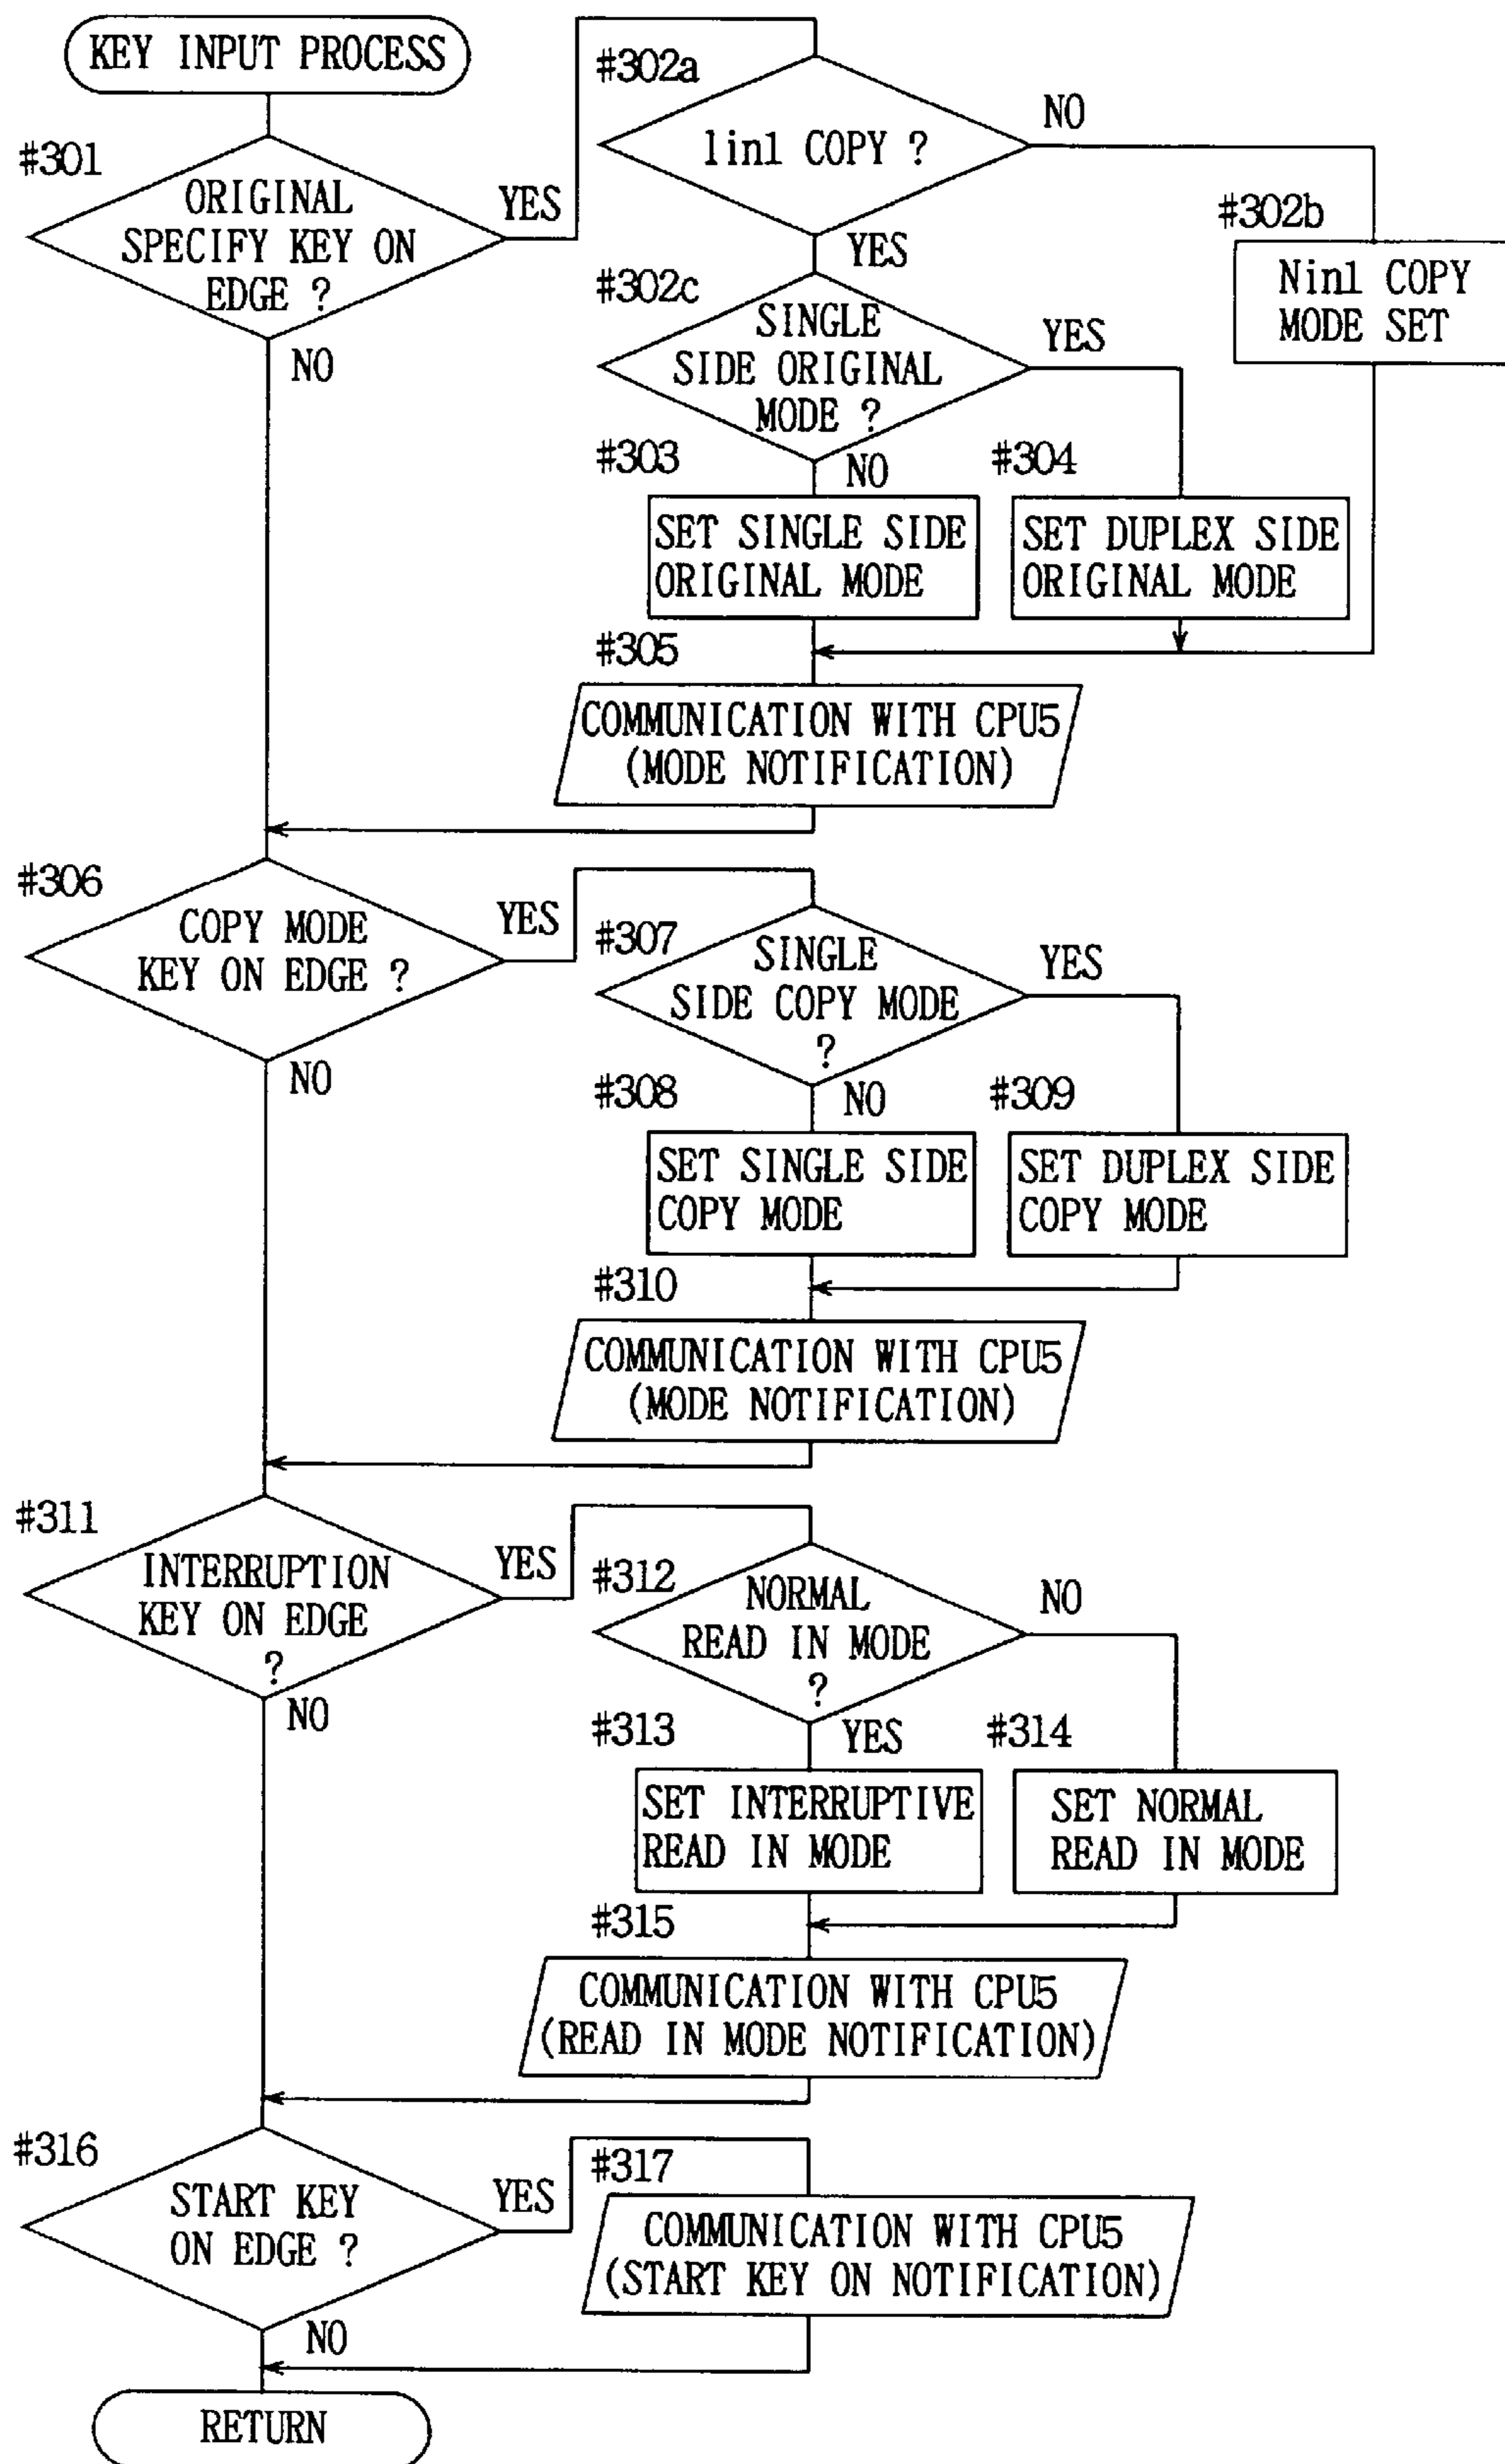 KEY INPUT PROCESS
#301
ORIGINAL
SPECIFY KEY ON
EDGE ?
YES
NO
#302a
1in1 COPY ?
NO
YES
#302b
Nin1 COPY
MODE SET
#302c
SINGLE
SIDE ORIGINAL
MODE ?
YES
NO
#303
SET SINGLE SIDE
ORIGINAL MODE
#304
SET DUPLEX SIDE
ORIGINAL MODE
#305
COMMUNICATION WITH CPU5
(MODE NOTIFICATION)
#306
COPY MODE
KEY ON EDGE ?
YES
NO
#307
SINGLE
SIDE COPY MODE
?
YES
NO
#308
SET SINGLE SIDE
COPY MODE
#309
SET DUPLEX SIDE
COPY MODE
#310
COMMUNICATION WITH CPU5
(MODE NOTIFICATION)
#311
INTERRUPTION
KEY ON EDGE
?
YES
NO
#312
NORMAL
READ IN MODE
?
NO
YES
#313
SET INTERRUPTIVE
READ IN MODE
#314
SET NORMAL
READ IN MODE
#315
COMMUNICATION WITH CPU5
(READ IN MODE NOTIFICATION)
#316
START KEY
ON EDGE ?
YES
NO
#317
COMMUNICATION WITH CPU5
(START KEY ON NOTIFICATION)
RETURN